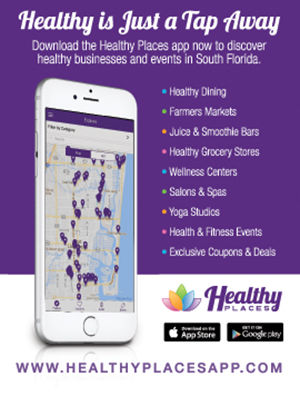 Healthy is Just a Tap Away
Download the Healthy Places app now to discover
healthy businesses and events in South Florida.
Filter by Category
Healthy Dining
Farmers Markets
Juice & Smoothie Bars
Healthy Grocery Stores
Wellness Centers
Salons & Spas
Yoga Studios
Health & Fitness Events
Exclusive Coupons & Deals
Healthy
PLACES
Download on the
App Store
GET IT ON
Google play
WWW.HEALTHYPLACESAPP.COM